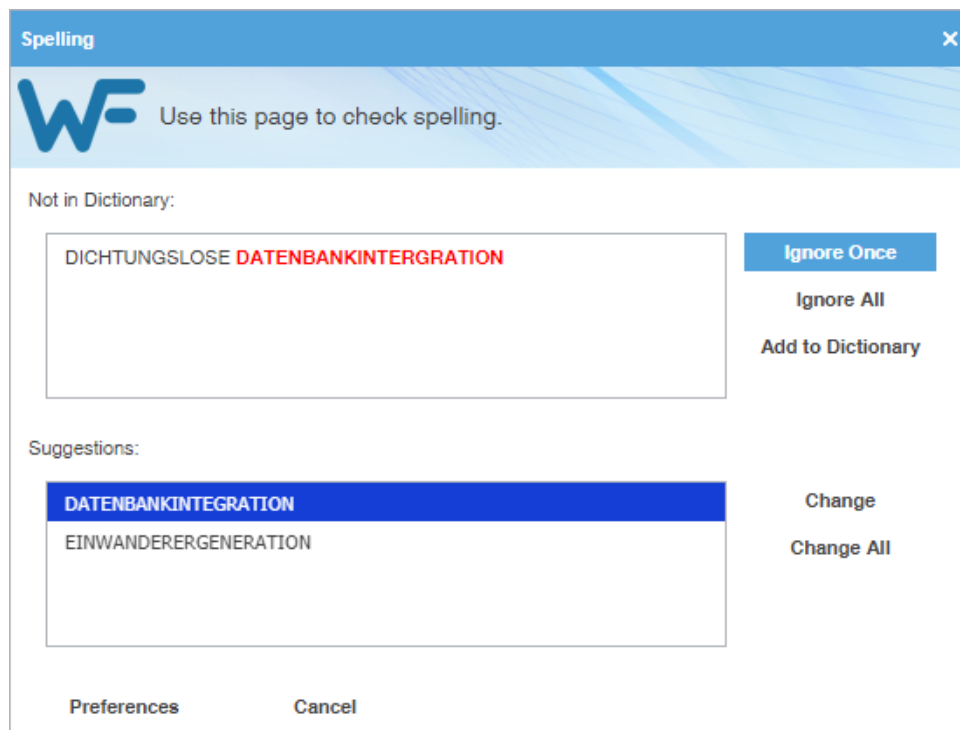 Spelling
WF Use this page to check spelling.
Not in Dictionary:
DICHTUNGSLOSE DATENBANKINTERGRATION
Ignore Once
Ignore All
Add to Dictionary
Suggestions:
DATENBANKINTEGRATION
EINWANDERERGENERATION
Change
Change All
Preferences Cancel